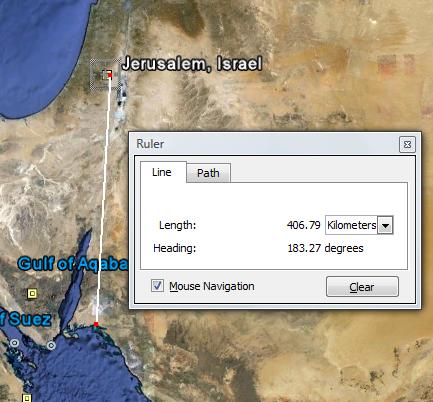 Jerusalem, Israel
Ruler
Line Path
Length: 406.79 Kilometers
Heading: 183.27 degrees
Gulf of Aqaba
Mouse Navigation Clear
f Suez